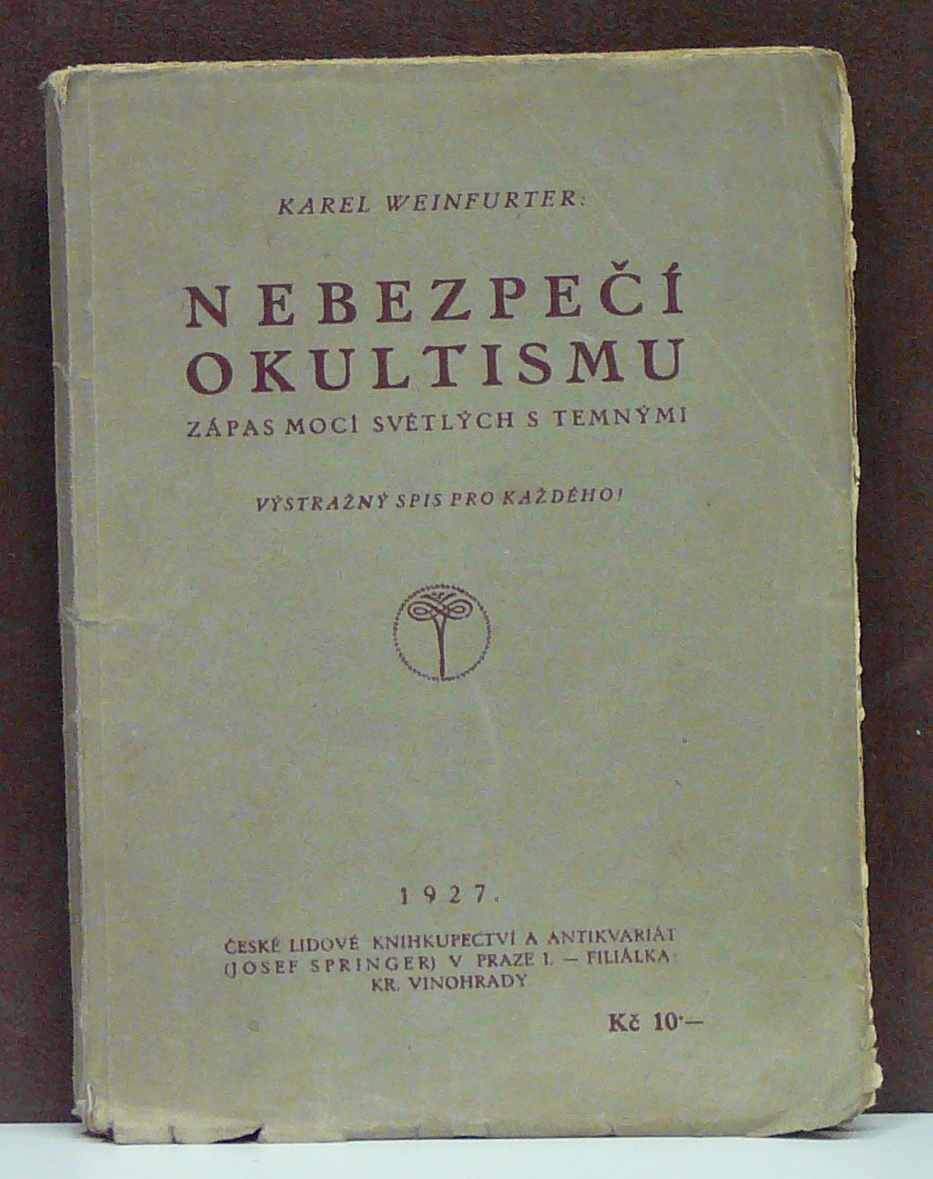 KAREL WEINFURTER:
NEBEZPEČÍ
OKULTISMU
ZÁPAS MOCÍ SVĚTLÝCH S TEMNÝMI
VÝSTRAŽNÝ SPIS PRO KAŽDÉHO!
1927.
ČESKÉ LIDOVÉ KNIHKUPECTVÍ A ANTIKVARIÁT
(JOSEF SPRINGER) V PRAZE I. — FILIÁLKA:
KR. VINOHRADY
Kč 10·—